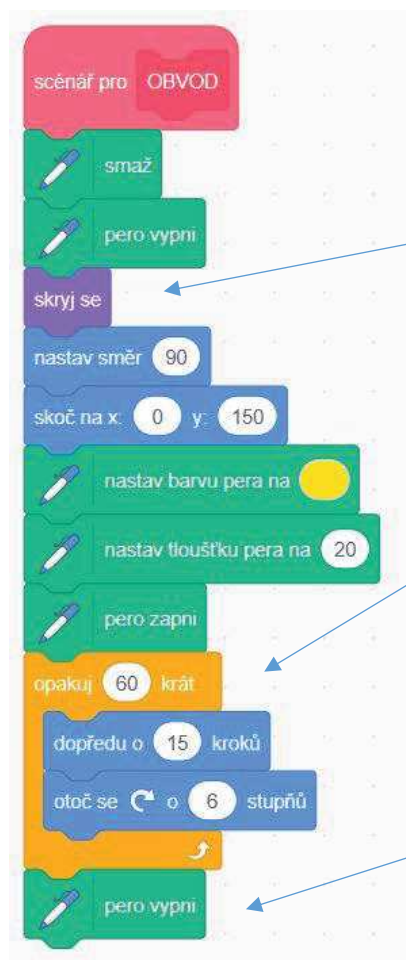 scénář pro OBVOD
smaž
pero vypni
skryj se
nastav směr 90
skoč na x: 0 y: 150
nastav barvu pera na
nastav tloušťku pera na 20
pero zapni
opakuj 60 krát
dopředu o 15 kroků
otoč se o 6 stupňů
pero vypni